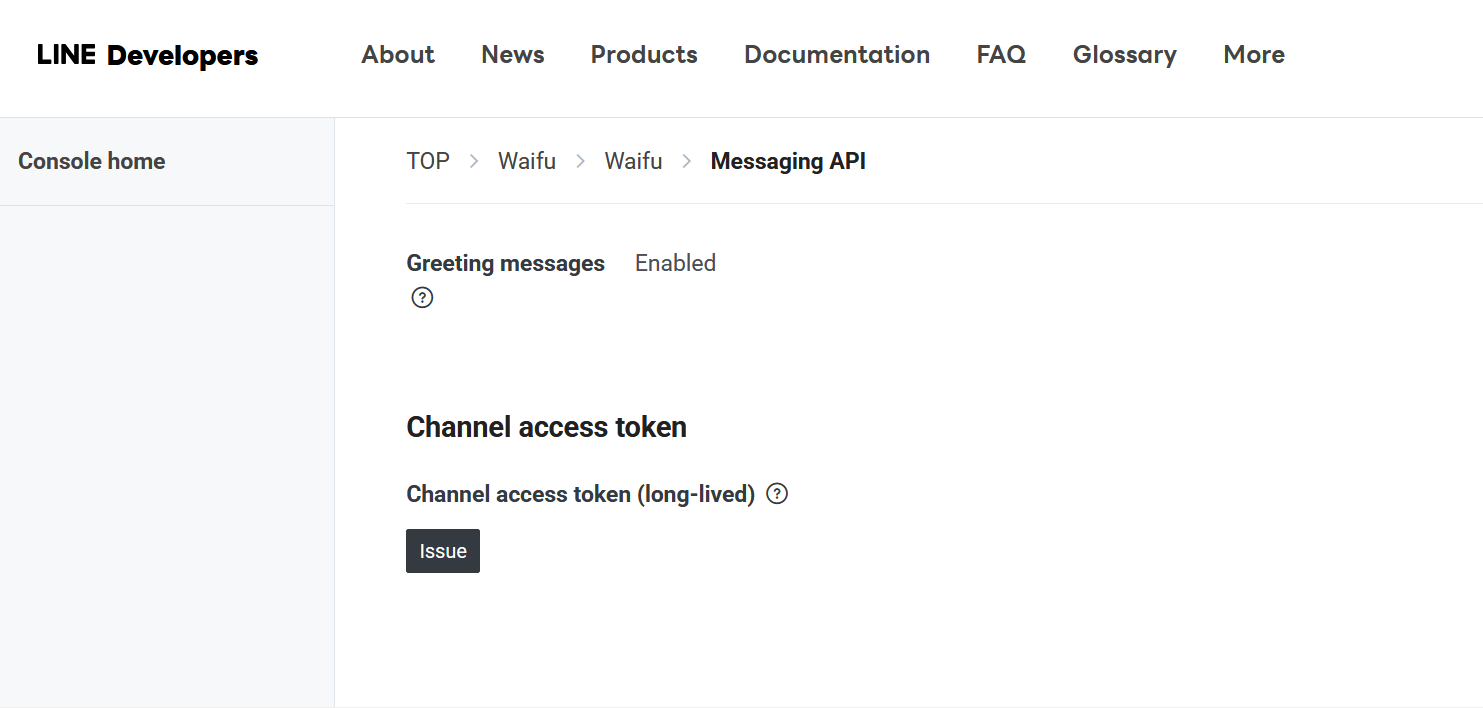 LINE Developers About News Products Documentation FAQ Glossary More
Console home
TOP > Waifu > Waifu > Messaging API
Greeting messages Enabled
?
Channel access token
Channel access token (long-lived) ?
Issue